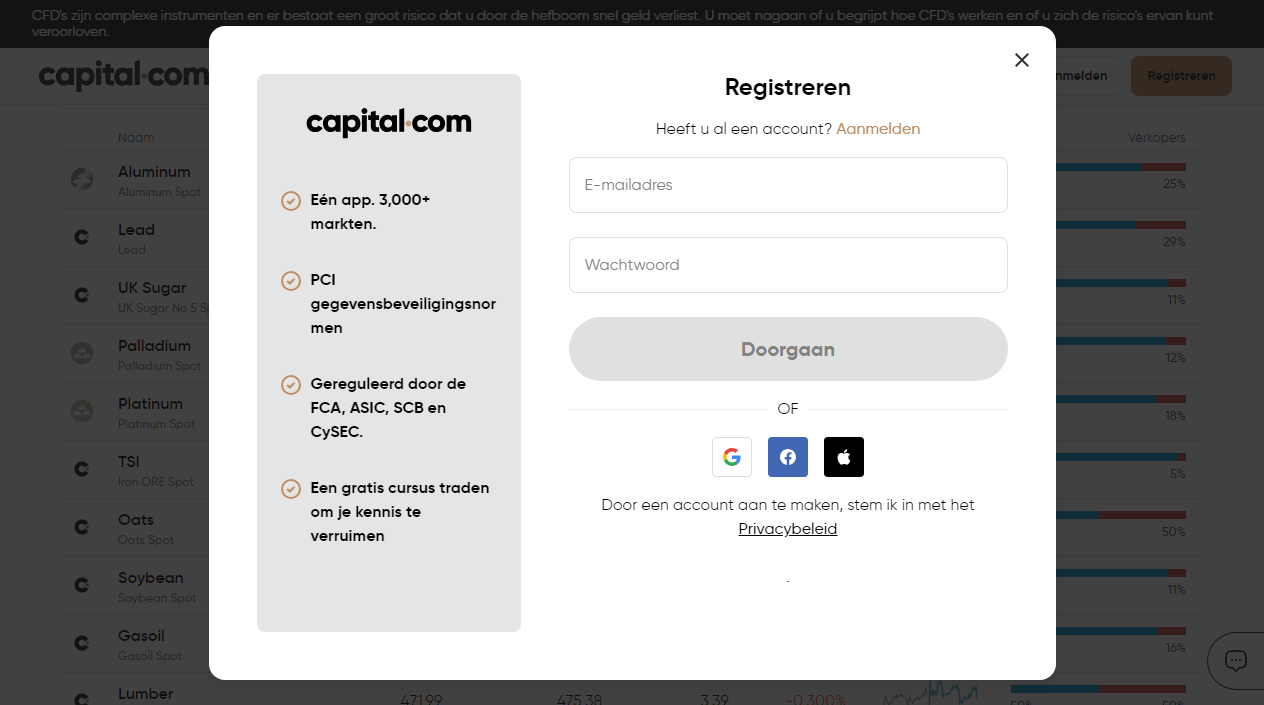 CFD's zijn complexe instrumenten en er bestaat een groot risico dat u door de hefboom snel geld verliest. U moet nagaan of u begrijpt hoe CFD's werken en of u zich de risico's ervan kunt
veroorloven.
capital.com
nmelden
Registreren
capital.com
Eén app. 3,000+
markten.
PCI
gegevensbeveiligingsnor
men
Gereguleerd door de
FCA, ASIC, SCB en
CySEC.
Een gratis cursus traden
om je kennis te
verruimen
Registreren
Heeft u al een account? Aanmelden
E-mailadres
Wachtwoord
Doorgaan
OF
Door een account aan te maken, stem ik in met het
Privacybeleid
.
Naam
Verkopers
Aluminum
Aluminum Spot
25%
Lead
Lead
29%
UK Sugar
UK Sugar No 5 Sp
11%
Palladium
Palladium Spot
12%
Platinum
Platinum Spot
18%
TSI
Iron ORE Spot
5%
Oats
Oats Spot
50%
Soybean
Soybean Spot
11%
Gasoil
Gasoil Spot
16%
Lumber
471.99
475.38
3.39
-0.300%
50%
50%